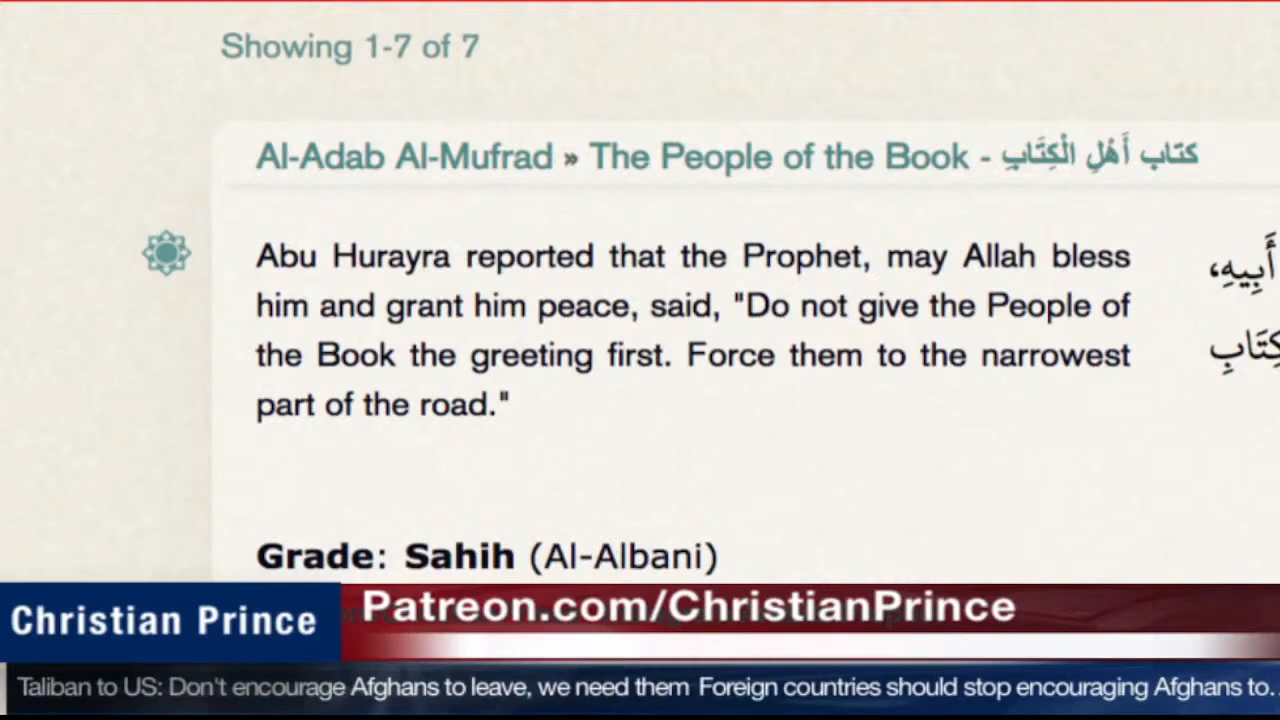 Showing 1-7 of 7
Al-Adab Al-Mufrad » The People of the Book - كتاب أَهْلِ الْكِتَابِ
Abu Hurayra reported that the Prophet, may Allah bless
him and grant him peace, said, "Do not give the People of
the Book the greeting first. Force them to the narrowest
part of the road."
أَبِيهِ،
Grade: Sahih (Al-Albani)
Christian Prince
Patreon.com/ChristianPrince
Taliban to US: Don't encourage Afghans to leave, we need them Foreign countries should stop encouraging Afghans to..